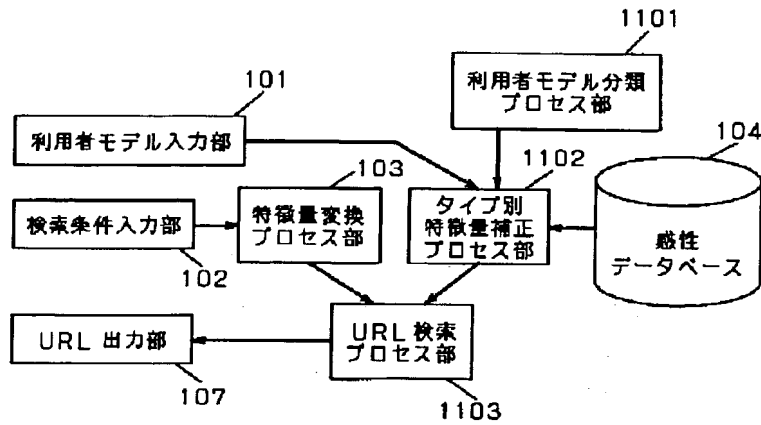 1101
利用者モデル分類
プロセス部
101
利用者モデル入力部
104
103
1102
特徴量変換
プロセス部
タイプ別
特徴量補正
プロセス部
検索条件入力部
102
感性
データベース
URL検索
プロセス部
URL 出力部
107
1103